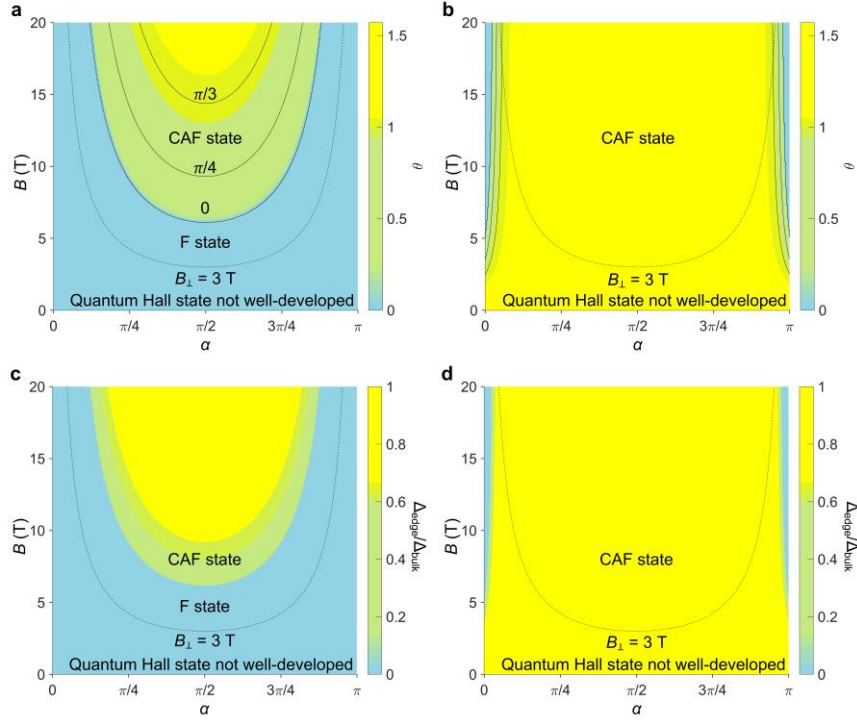 a
20
15
10
5
0
B (T)
π/3
CAF state
π/4
0
F state
B⊥ = 3 T
Quantum Hall state not well-developed
0 π/4 π/2 3π/4 π
α
1.5
1
0.5
0
θ
b
20
15
10
5
0
B (T)
CAF state
B⊥ = 3 T
Quantum Hall state not well-developed
0 π/4 π/2 3π/4 π
α
1.5
1
0.5
0
θ
c
20
15
10
5
0
B (T)
CAF state
F state
B⊥ = 3 T
Quantum Hall state not well-developed
0 π/4 π/2 3π/4 π
α
1
0.8
0.6
0.4
0.2
0
Δedge/Δbulk
d
20
15
10
5
0
B (T)
CAF state
B⊥ = 3 T
Quantum Hall state not well-developed
0 π/4 π/2 3π/4 π
α
1
0.8
0.6
0.4
0.2
0
Δedge/Δbulk